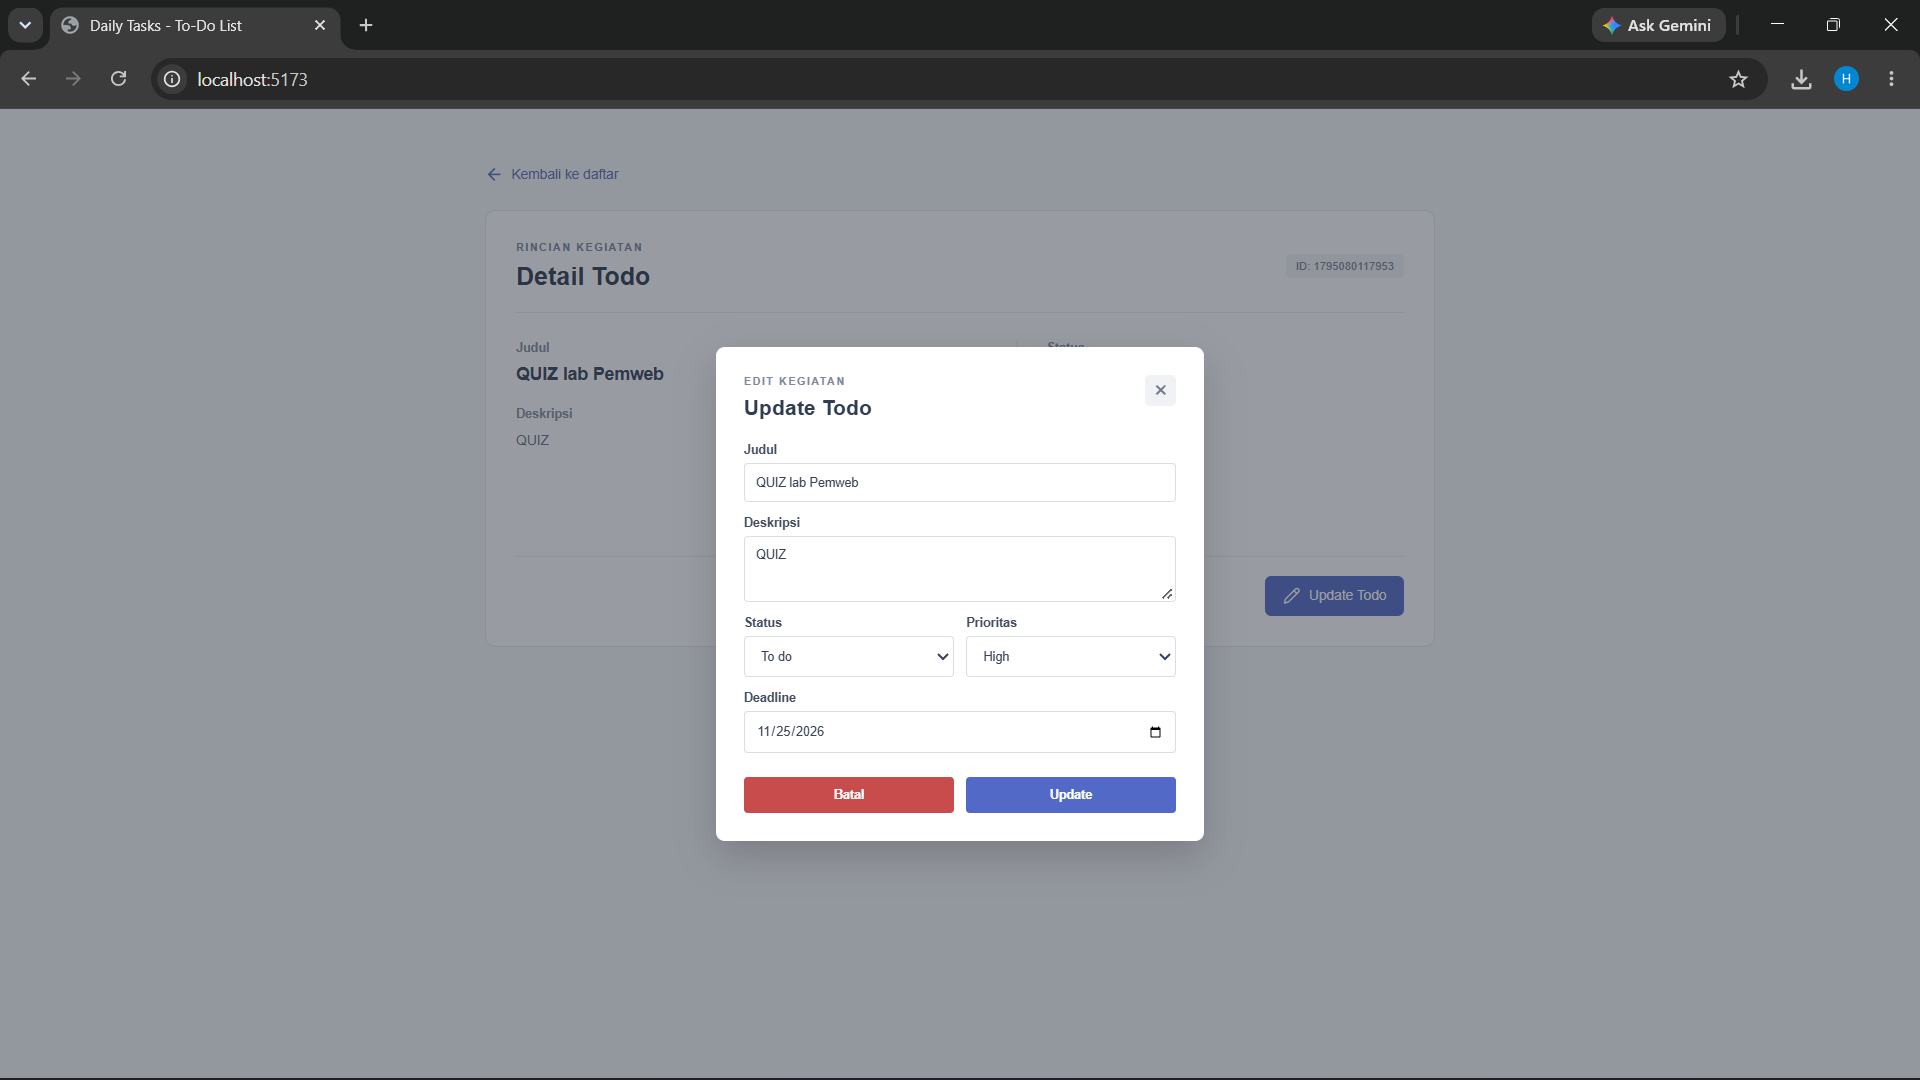 Daily Tasks - To-Do List
Ask Gemini
localhost:5173
H
Kembali ke daftar
RINCIAN KEGIATAN
Detail Todo
ID: 1795080117953
Judul
Status
QUIZ lab Pemweb
Deskripsi
QUIZ
Update Todo
EDIT KEGIATAN
Update Todo
Judul
QUIZ lab Pemweb
Deskripsi
QUIZ
Status
Prioritas
To do
High
Deadline
11/25/2026
Batal
Update